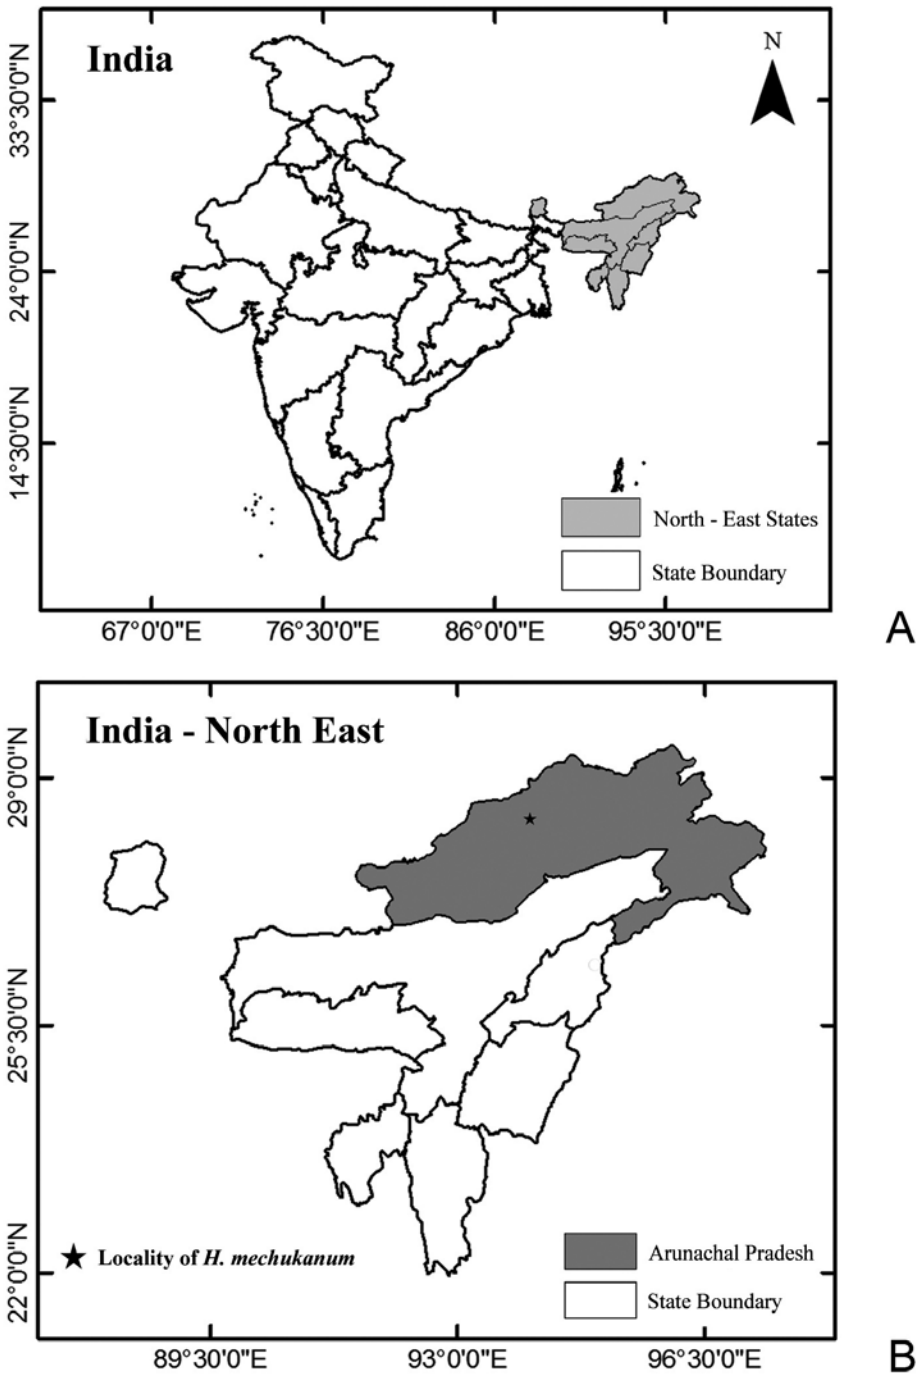 India
N
33°30'0"N
24°0'0"N
14°30'0"N
North - East States
State Boundary
67°0'0"E
76°30'0"E
86°0'0"E
95°30'0"E
A
India - North East
29°0'0"N
25°30'0"N
22°0'0"N
Locality of H. mechukanum
Arunachal Pradesh
State Boundary
89°30'0"E
93°0'0"E
96°30'0"E
B